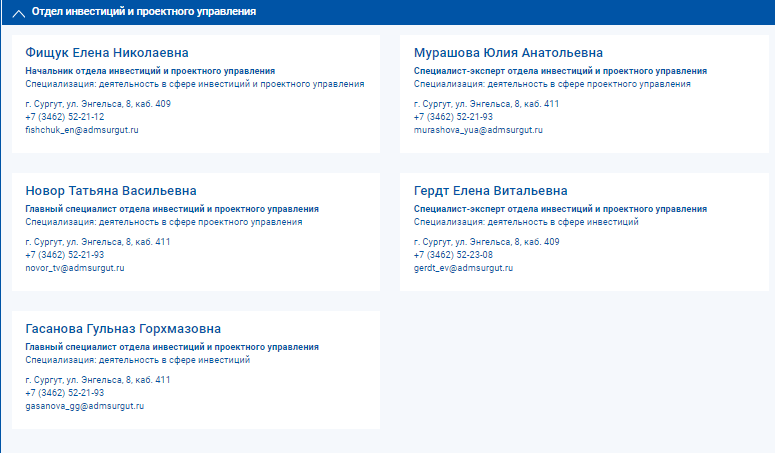 Отдел инвестиций и проектного управления
Фищук Елена Николаевна
Начальник отдела инвестиций и проектного управления
Специализация: деятельность в сфере инвестиций и проектного управления
г. Сургут, ул. Энгельса, 8, каб. 409
+7 (3462) 52-21-12
fishchuk_en@admsurgut.ru
Мурашова Юлия Анатольевна
Специалист-эксперт отдела инвестиций и проектного управления
Специализация: деятельность в сфере проектного управления
г. Сургут, ул. Энгельса, 8, каб. 411
+7 (3462) 52-21-93
murashova_yua@admsurgut.ru
Новор Татьяна Васильевна
Главный специалист отдела инвестиций и проектного управления
Специализация: деятельность в сфере проектного управления
г. Сургут, ул. Энгельса, 8, каб. 411
+7 (3462) 52-21-93
novor_tv@admsurgut.ru
Гердт Елена Витальевна
Специалист-эксперт отдела инвестиций и проектного управления
Специализация: деятельность в сфере инвестиций
г. Сургут, ул. Энгельса, 8, каб. 409
+7 (3462) 52-23-08
gerdt_ev@admsurgut.ru
Гасанова Гульназ Горхмазовна
Главный специалист отдела инвестиций и проектного управления
Специализация: деятельность в сфере инвестиций
г. Сургут, ул. Энгельса, 8, каб. 411
+7 (3462) 52-21-93
gasanova_gg@admsurgut.ru